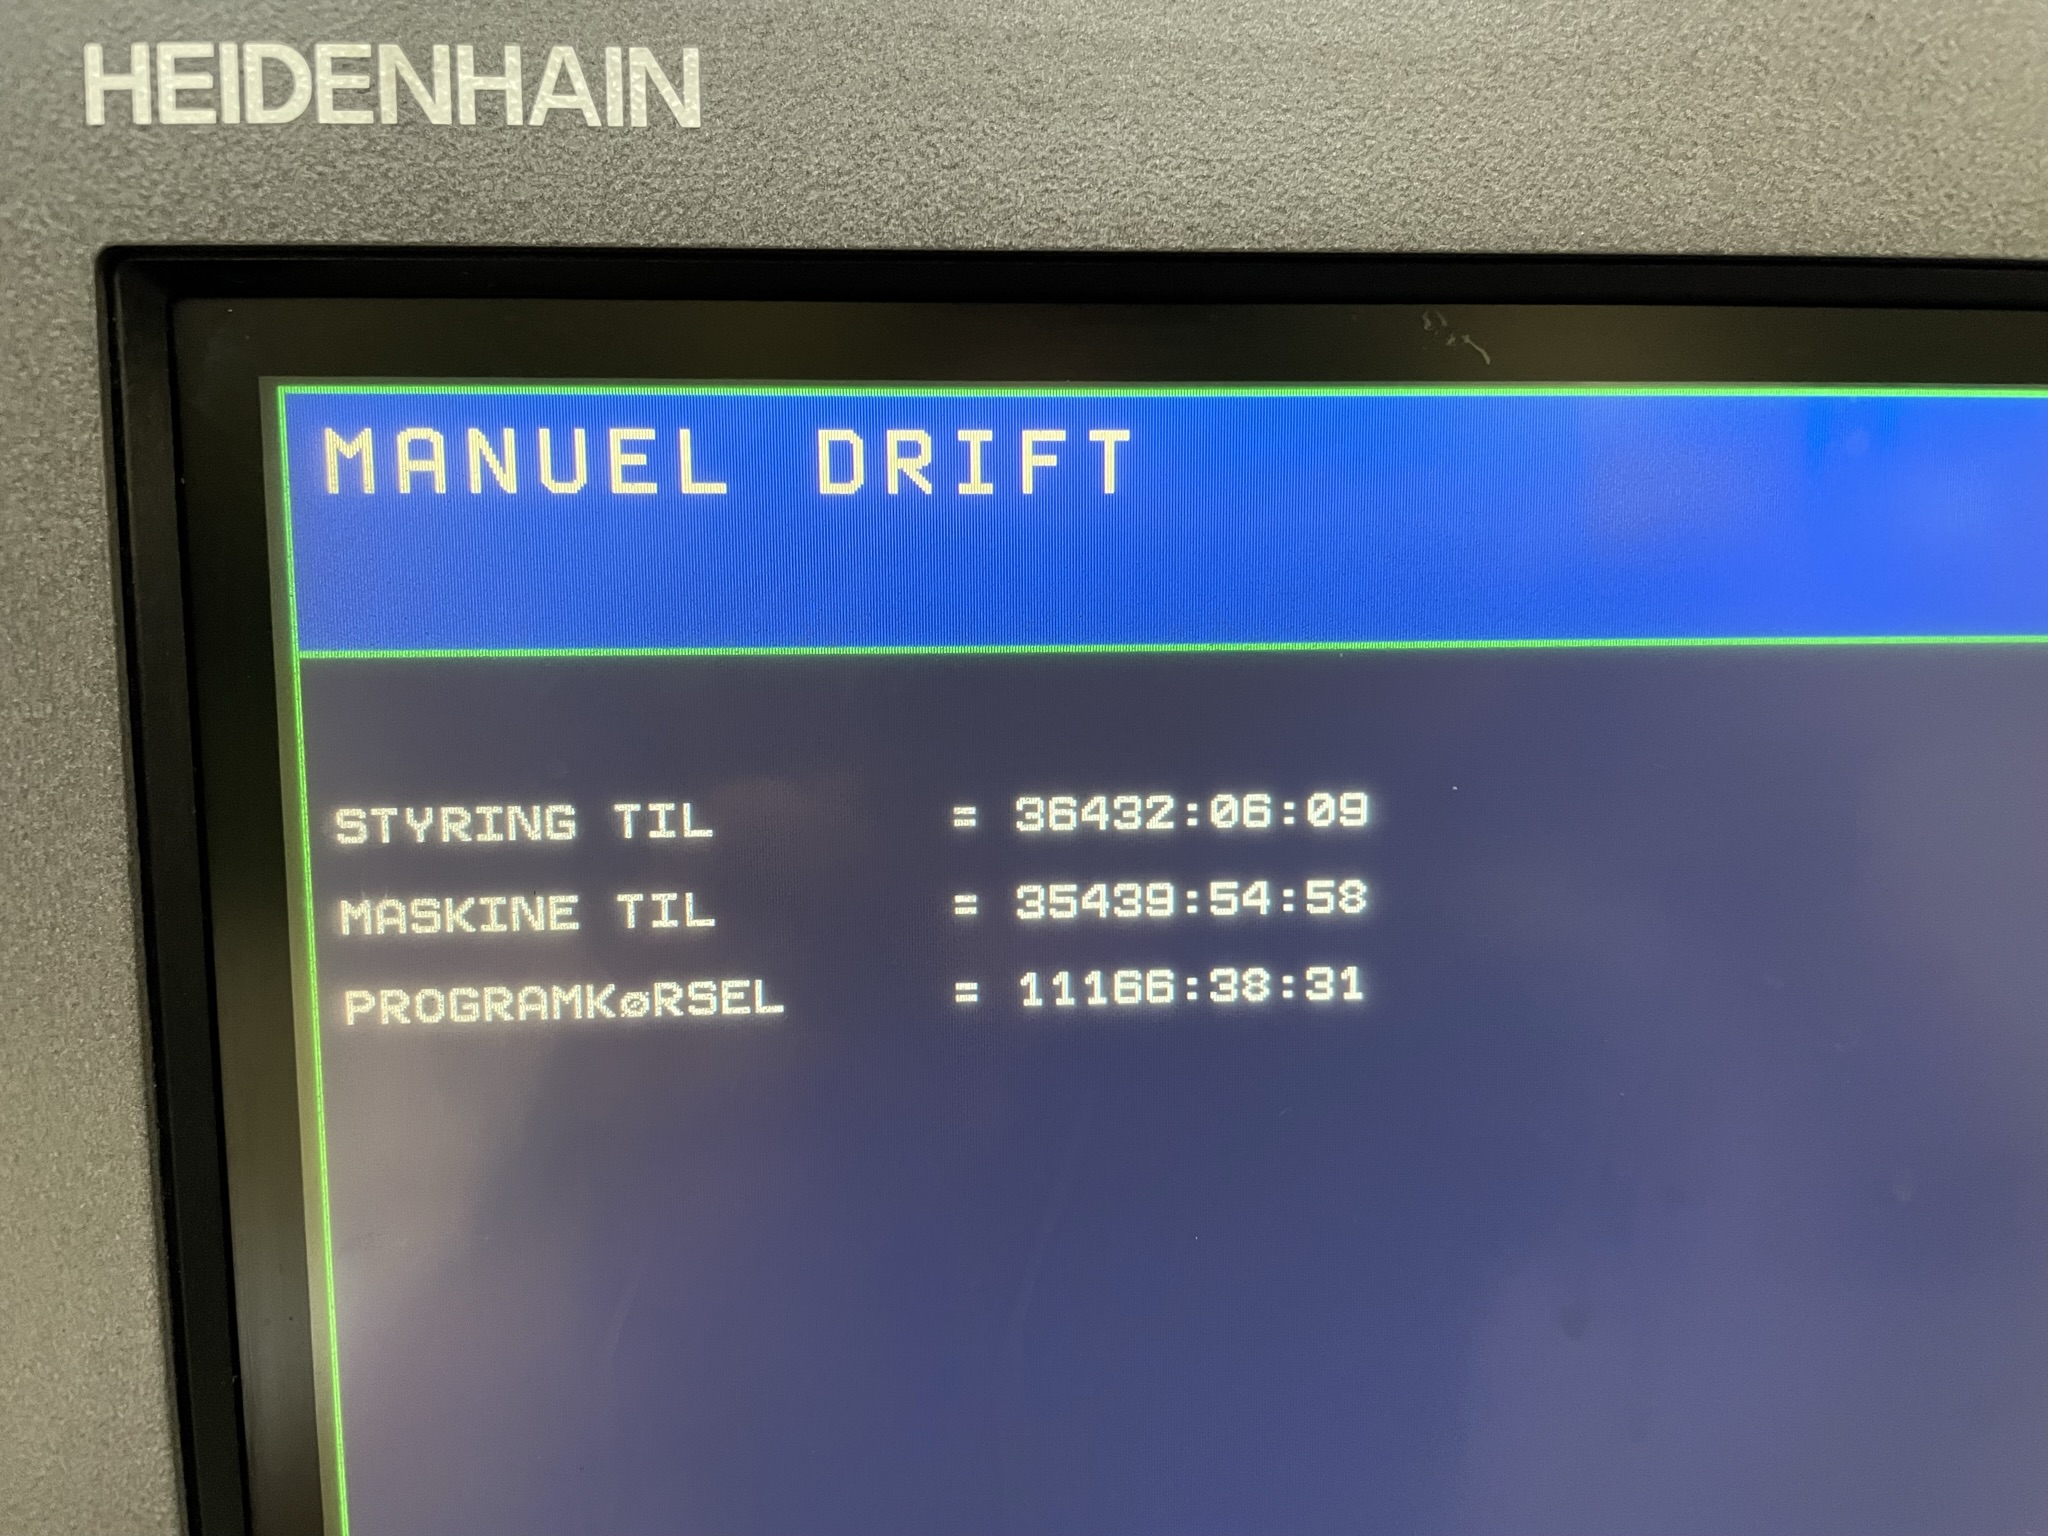 HEIDENHAIN
MANUEL DRIFT
STYRING TIL = 36432:06:09
MASKINE TIL = 35439:54:58
PROGRAMKøRSEL = 11166:38:31